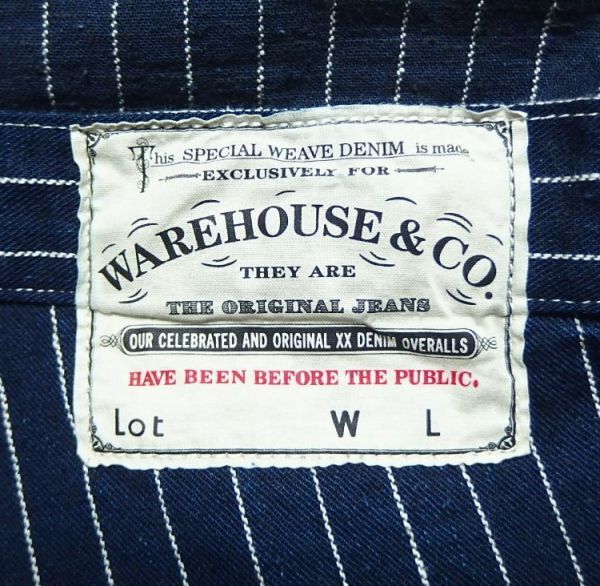 This SPECIAL WEAVE DENIM is made
EXCLUSIVELY FOR
WAREHOUSE & CO.
THEY ARE
THE ORIGINAL JEANS
OUR CELEBRATED AND ORIGINAL XX DENIM OVERALLS
HAVE BEEN BEFORE THE PUBLIC.
Lot W L